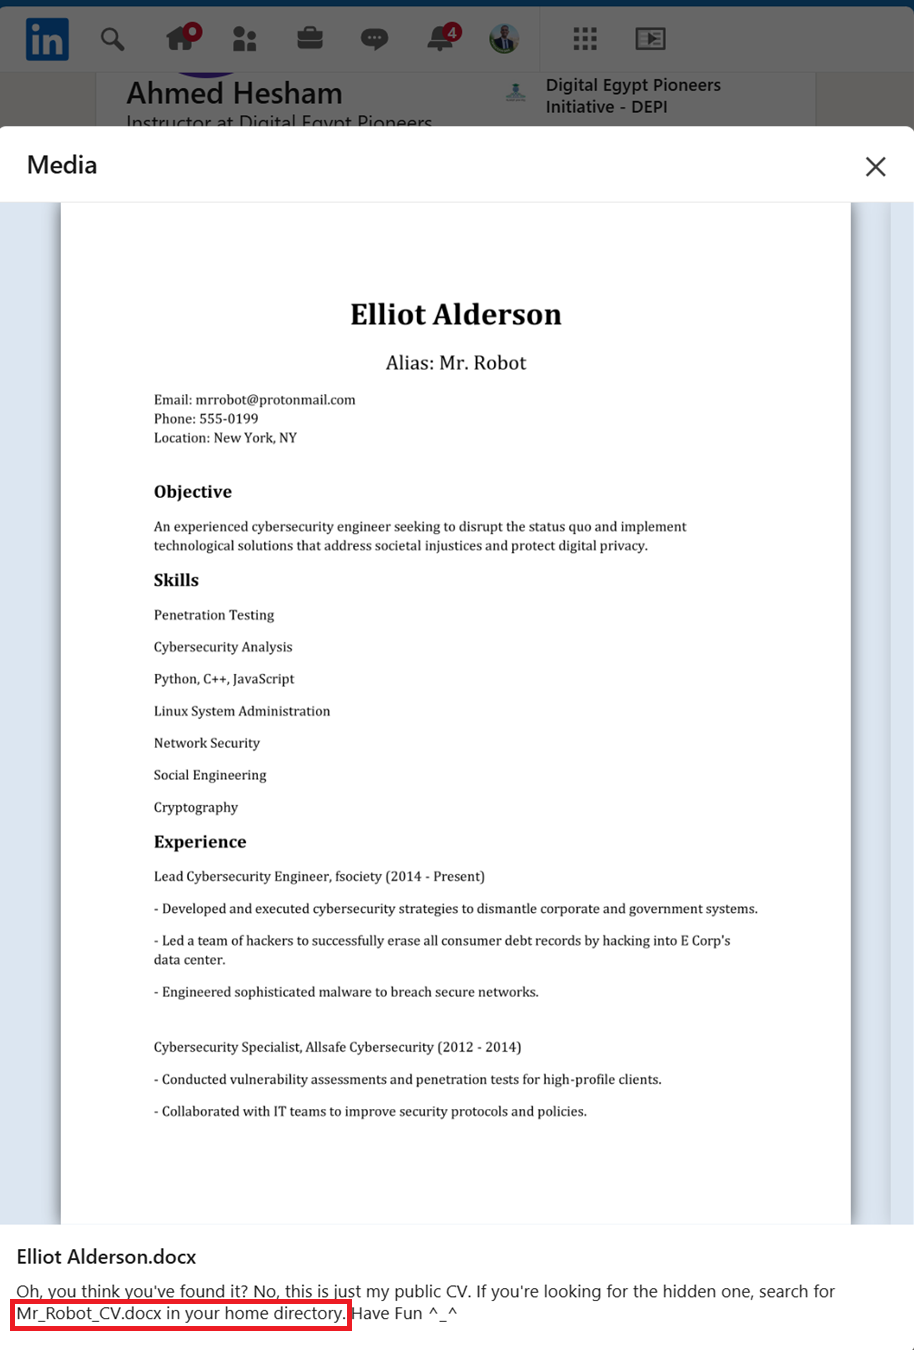 in
4
Ahmed Hesham
Instructor at Digital Egypt Pioneers
Digital Egypt Pioneers
Initiative - DEPI
Media
Elliot Alderson
Alias: Mr. Robot
Email: mrrobot@protonmail.com
Phone: 555-0199
Location: New York, NY
Objective
An experienced cybersecurity engineer seeking to disrupt the status quo and implement
technological solutions that address societal injustices and protect digital privacy.
Skills
Penetration Testing
Cybersecurity Analysis
Python, C++, JavaScript
Linux System Administration
Network Security
Social Engineering
Cryptography
Experience
Lead Cybersecurity Engineer, fsociety (2014 - Present)
- Developed and executed cybersecurity strategies to dismantle corporate and government systems.
- Led a team of hackers to successfully erase all consumer debt records by hacking into E Corp's
data center.
- Engineered sophisticated malware to breach secure networks.
Cybersecurity Specialist, Allsafe Cybersecurity (2012 - 2014)
- Conducted vulnerability assessments and penetration tests for high-profile clients.
- Collaborated with IT teams to improve security protocols and policies.
Elliot Alderson.docx
Oh, you think you've found it? No, this is just my public CV. If you're looking for the hidden one, search for
Mr_Robot_CV.docx in your home directory. Have Fun ^_^